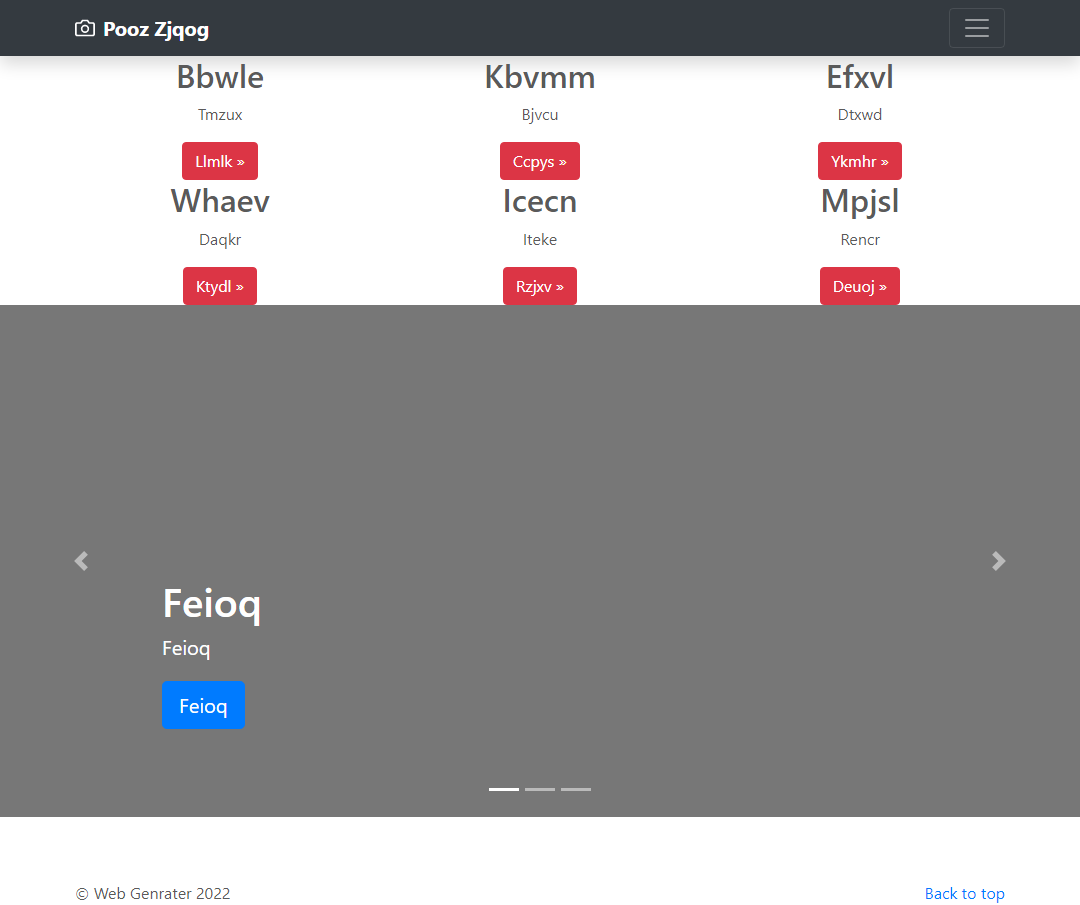 Pooz Zjqog
Bbwle
Tmzux
Llmlk »
Kbvmm
Bjvcu
Ccpys »
Efxvl
Dtxwd
Ykmhr »
Whaev
Daqkr
Ktydl »
Icecn
Iteke
Rzjxv »
Mpjsl
Rencr
Deuoj »
Feioq
Feioq
Feioq
© Web Genrater 2022
Back to top